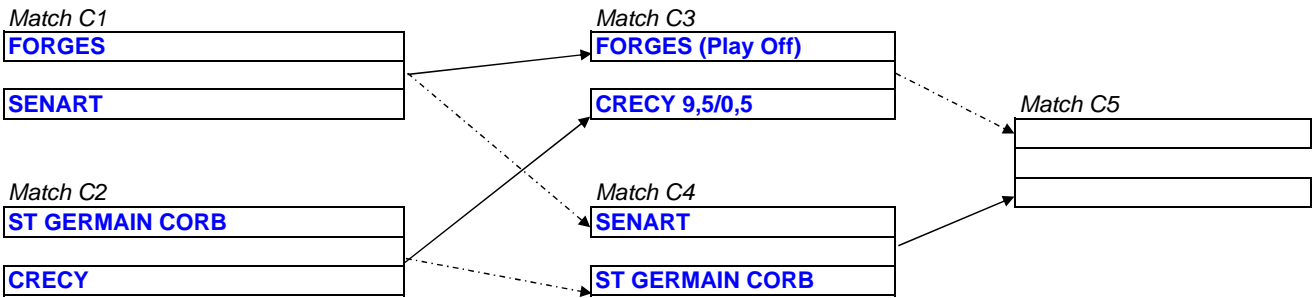 Match C1
FORGES
SENART
Match C2
ST GERMAIN CORB
CRECY
Match C3
FORGES (Play Off)
CRECY 9,5/0,5
Match C4
SENART
ST GERMAIN CORB
Match C5